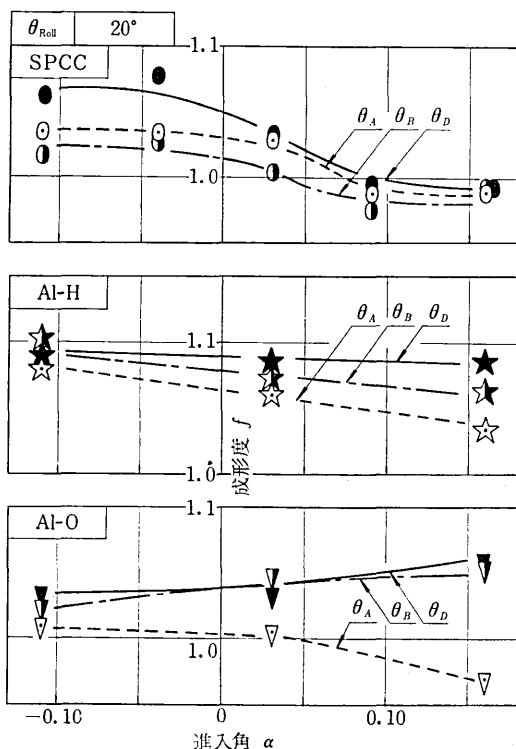 θRoll 20°
SPCC
1.1
θA θB θD
1.0
Al-H
1.1
θA θB θD
成形度 f
1.0
Al-O
1.1
θA θB θD
1.0
-0.10 0 0.10
進入角 α